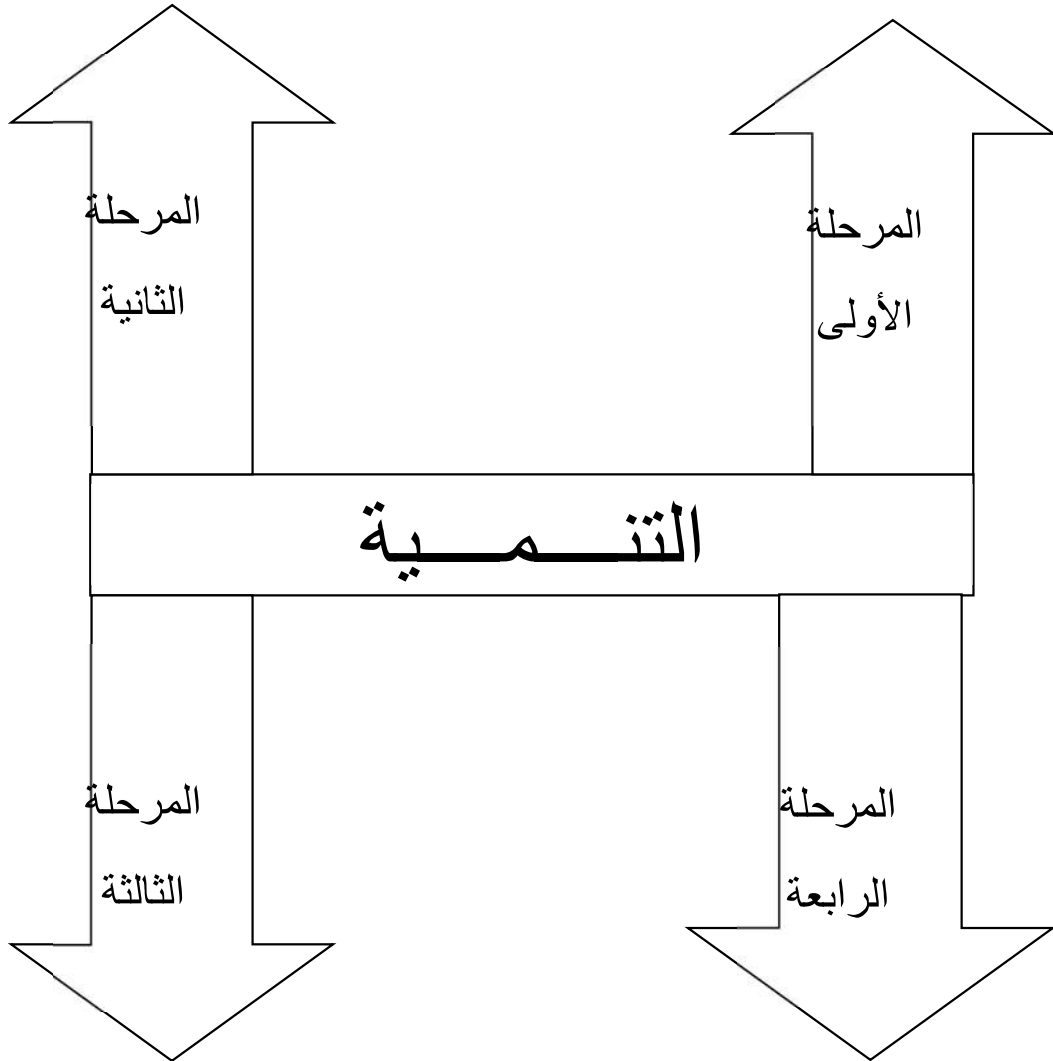 المرحلة
الأولى
المرحلة
الثانية
التنـــمـــية
المرحلة
الرابعة
المرحلة
الثالثة